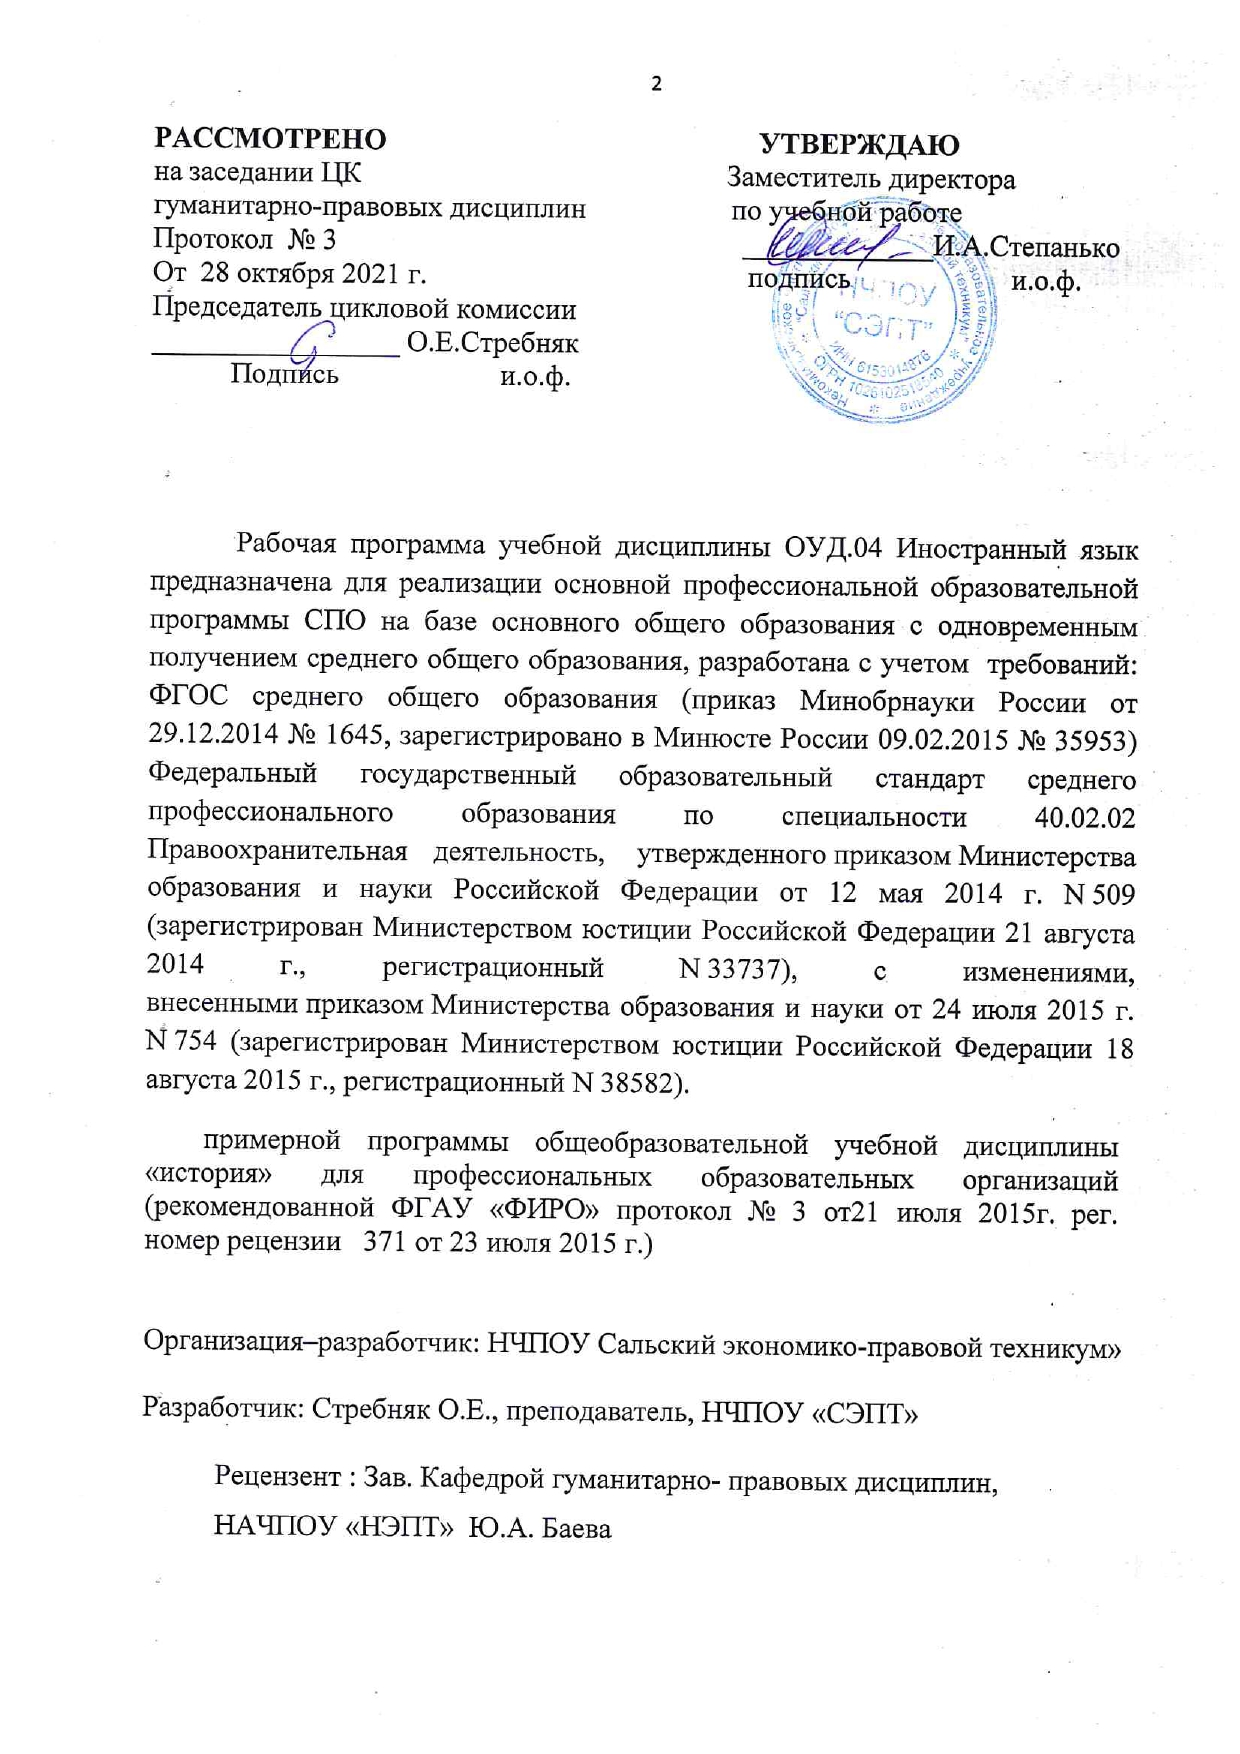 2
РАССМОТРЕНО
на заседании ЦК
гуманитарно-правовых дисциплин
Протокол № 3
От 28 октября 2021 г.
Председатель цикловой комиссии
_________________ О.Е.Стребняк
Подпись и.о.ф.
УТВЕРЖДАЮ
Заместитель директора
по учебной работе
_____________И.А.Степанько
подпись и.о.ф.
НЧПОУ
"СЭПТ"
ИНН 6153014876
Рабочая программа учебной дисциплины ОУД.04 Иностранный язык
предназначена для реализации основной профессиональной образовательной
программы СПО на базе основного общего образования с одновременным
получением среднего общего образования, разработана с учетом требований:
ФГОС среднего общего образования (приказ Минобрнауки России от
29.12.2014 № 1645, зарегистрировано в Минюсте России 09.02.2015 № 35953)
Федеральный государственный образовательный стандарт среднего
профессионального образования по специальности 40.02.02
Правоохранительная деятельность, утвержденного приказом Министерства
образования и науки Российской Федерации от 12 мая 2014 г. N 509
(зарегистрирован Министерством юстиции Российской Федерации 21 августа
2014 г., регистрационный N 33737), с изменениями,
внесенными приказом Министерства образования и науки от 24 июля 2015 г.
N 754 (зарегистрирован Министерством юстиции Российской Федерации 18
августа 2015 г., регистрационный N 38582).
примерной программы общеобразовательной учебной дисциплины
«история» для профессиональных образовательных организаций
(рекомендованной ФГАУ «ФИРО» протокол № 3 от21 июля 2015г. рег.
номер рецензии 371 от 23 июля 2015 г.)
Организация–разработчик: НЧПОУ Сальский экономико-правовой техникум»
Разработчик: Стребняк О.Е., преподаватель, НЧПОУ «СЭПТ»
Рецензент : Зав. Кафедрой гуманитарно- правовых дисциплин,
НАЧПОУ «НЭПТ» Ю.А. Баева